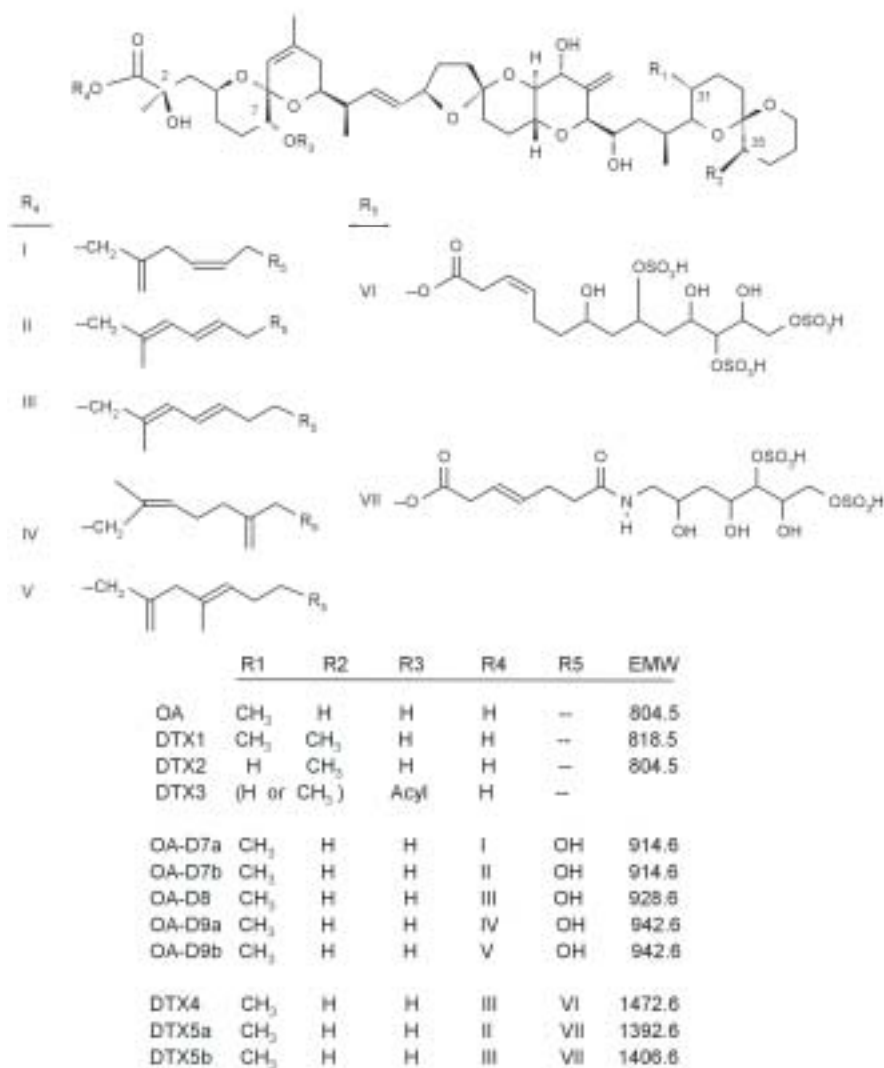 O
2
R₄O
OH
7
OR₃
O
O
O
O
H
OH
O
O
H
OH
R₁
31
O
O
35
R₂
R₄
R₅
I
–CH₂
R₅
II
–CH₂
R₅
III
–CH₂
R₅
IV
–CH₂
R₅
V
–CH₂
R₅
VI
–O
O
OH
OSO₃H
OH
OH
OSO₃H
OSO₃H
VII
–O
O
O
N
H
OH
OH
OSO₃H
OH
OSO₃H
R1 R2 R3 R4 R5 EMW
OA CH₃ H H H -- 804.5
DTX1 CH₃ CH₃ H H -- 818.5
DTX2 H CH₃ H H -- 804.5
DTX3 (H or CH₃) Acyl H --
OA-D7a CH₃ H H I OH 914.6
OA-D7b CH₃ H H II OH 914.6
OA-D8 CH₃ H H III OH 928.6
OA-D9a CH₃ H H IV OH 942.6
OA-D9b CH₃ H H V OH 942.6
DTX4 CH₃ H H III VI 1472.6
DTX5a CH₃ H H II VII 1392.6
DTX5b CH₃ H H III VII 1406.6